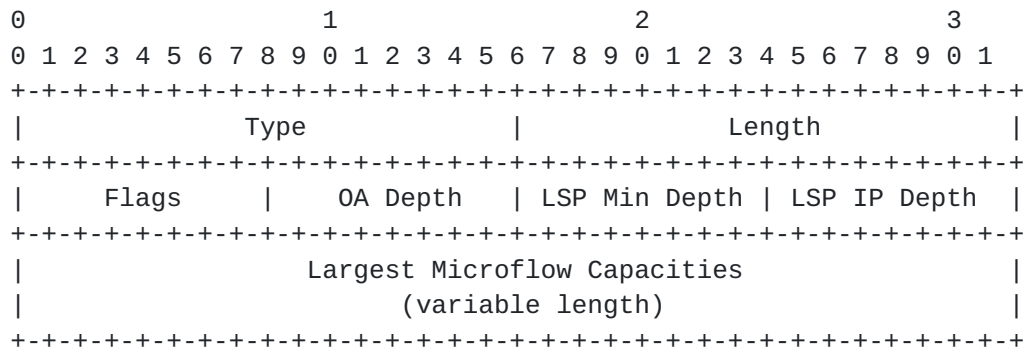 0                   1                   2                   3
0 1 2 3 4 5 6 7 8 9 0 1 2 3 4 5 6 7 8 9 0 1 2 3 4 5 6 7 8 9 0 1
+-+-+-+-+-+-+-+-+-+-+-+-+-+-+-+-+-+-+-+-+-+-+-+-+-+-+-+-+-+-+-+-+
|              Type             |             Length            |
+-+-+-+-+-+-+-+-+-+-+-+-+-+-+-+-+-+-+-+-+-+-+-+-+-+-+-+-+-+-+-+-+
|     Flags     |    OA Depth   | LSP Min Depth | LSP IP Depth  |
+-+-+-+-+-+-+-+-+-+-+-+-+-+-+-+-+-+-+-+-+-+-+-+-+-+-+-+-+-+-+-+-+
|                  Largest Microflow Capacities                 |
|                        (variable length)                      |
+-+-+-+-+-+-+-+-+-+-+-+-+-+-+-+-+-+-+-+-+-+-+-+-+-+-+-+-+-+-+-+-+